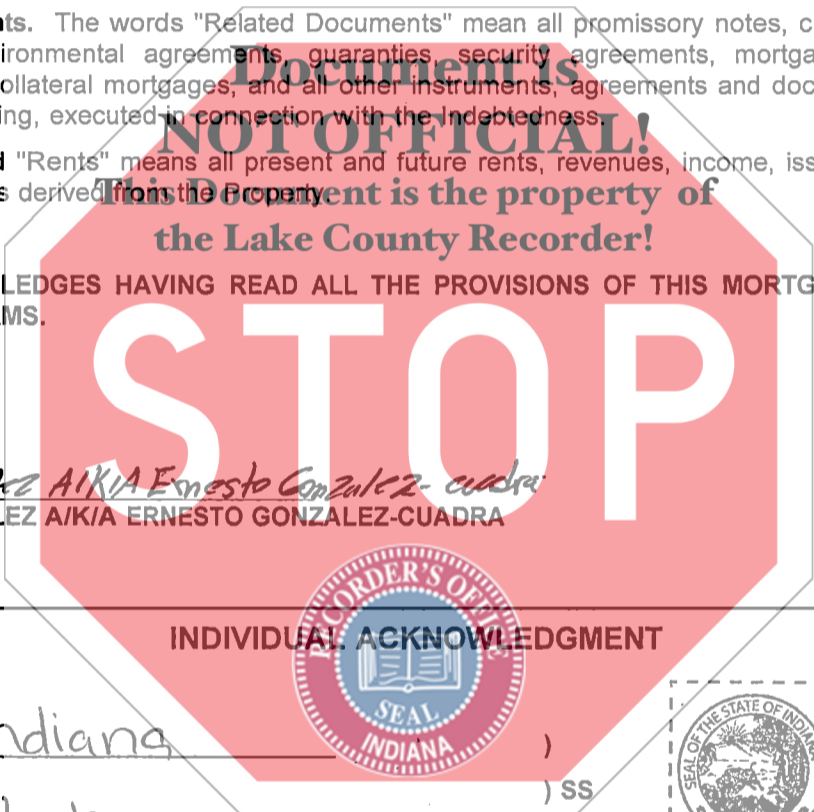 ts. The words "Related Documents" mean all promissory notes, c
ironmental agreements, guaranties, security agreements, mortga
ollateral mortgages, and all other instruments, agreements and doc
ing, executed in connection with the Indebtedness.
Document is
NOT OFFICIAL!
"Rents" means all present and future rents, revenues, income, iss
s derived from the Property.
This Document is the property of
the Lake County Recorder!
LEDGES HAVING READ ALL THE PROVISIONS OF THIS MORTG
MS.
STOP
ez A/K/A Ernesto Gonzalez-cuadra
EZ A/K/A ERNESTO GONZALEZ-CUADRA
RECORDER'S OFFICE
SEAL
INDIANA
INDIVIDUAL ACKNOWLEDGMENT
ndiana )
) SS
SEAL OF THE STATE OF INDIA